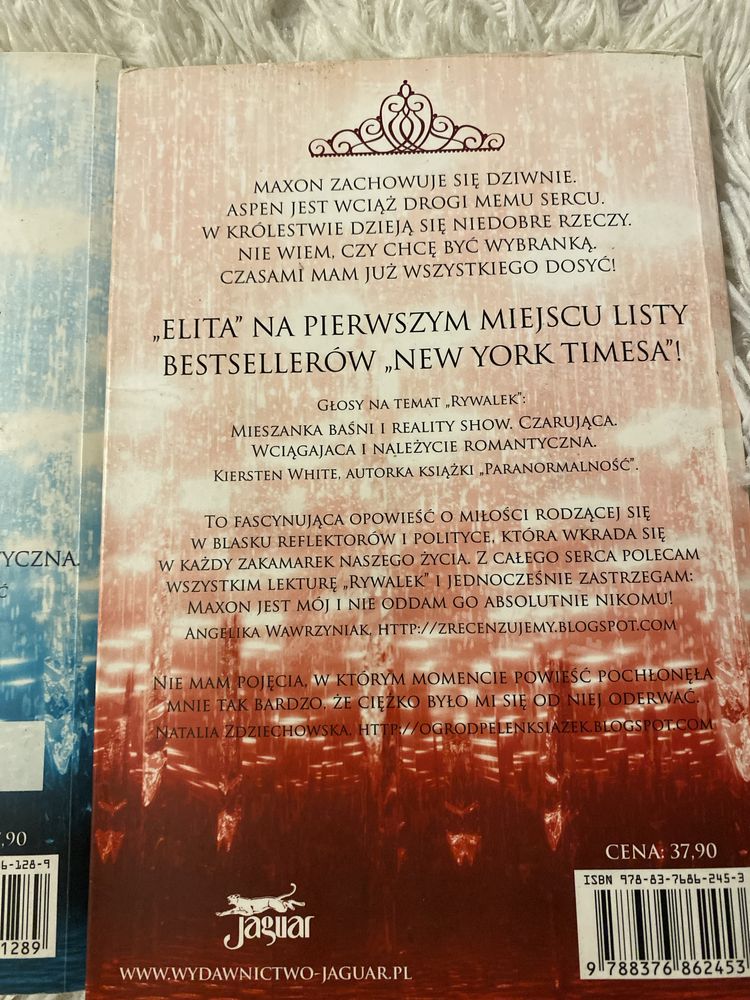 MAXON ZACHOWUJE SIĘ DZIWNIE.
ASPEN JEST WCIĄŻ DROGI MEMU SERCU.
W KRÓLESTWIE DZIEJĄ SIĘ NIEDOBRE RZECZY.
NIE WIEM, CZY CHCĘ BYĆ WYBRANKĄ.
CZASAMI MAM JUŻ WSZYSTKIEGO DOSYĆ!
„ELITA” NA PIERWSZYM MIEJSCU LISTY
BESTSELLERÓW „NEW YORK TIMESA”!
GŁOSY NA TEMAT „RYWALEK”:
MIESZANKA BAŚNI I REALITY SHOW. CZARUJĄCA.
WCIĄGAJACA I NALEŻYCIE ROMANTYCZNA.
KIERSTEN WHITE, AUTORKA KSIĄŻKI „PARANORMALNOŚĆ”.
TO FASCYNUJĄCA OPOWIEŚĆ O MIŁOŚCI RODZĄCEJ SIĘ
W BLASKU REFLEKTORÓW I POLITYCE, KTÓRA WKRADA SIĘ
W KAŻDY ZAKAMAREK NASZEGO ŻYCIA. Z CAŁEGO SERCA POLECAM
WSZYSTKIM LEKTURĘ „RYWALEK” I JEDNOCZEŚNIE ZASTRZEGAM:
MAXON JEST MÓJ I NIE ODDAM GO ABSOLUTNIE NIKOMU!
ANGELIKA WAWRZYNIAK, HTTP://ZRECENZUJEMY.BLOGSPOT.COM
NIE MAM POJĘCIA, W KTÓRYM MOMENCIE POWIEŚĆ POCHŁONĘŁA
MNIE TAK BARDZO, ŻE CIĘŻKO BYŁO MI SIĘ OD NIEJ ODERWAĆ.
NATALIA ZDZIECHOWSKA, HTTP://OGRODPELENKSIAZEK.BLOGSPOT.COM
CENA: 37,90
ISBN 978-83-7686-245-3
9 788376 862453
Jaguar
WWW.WYDAWNICTWO-JAGUAR.PL
YCZNA.
Ć
,90
6-128-9
1289